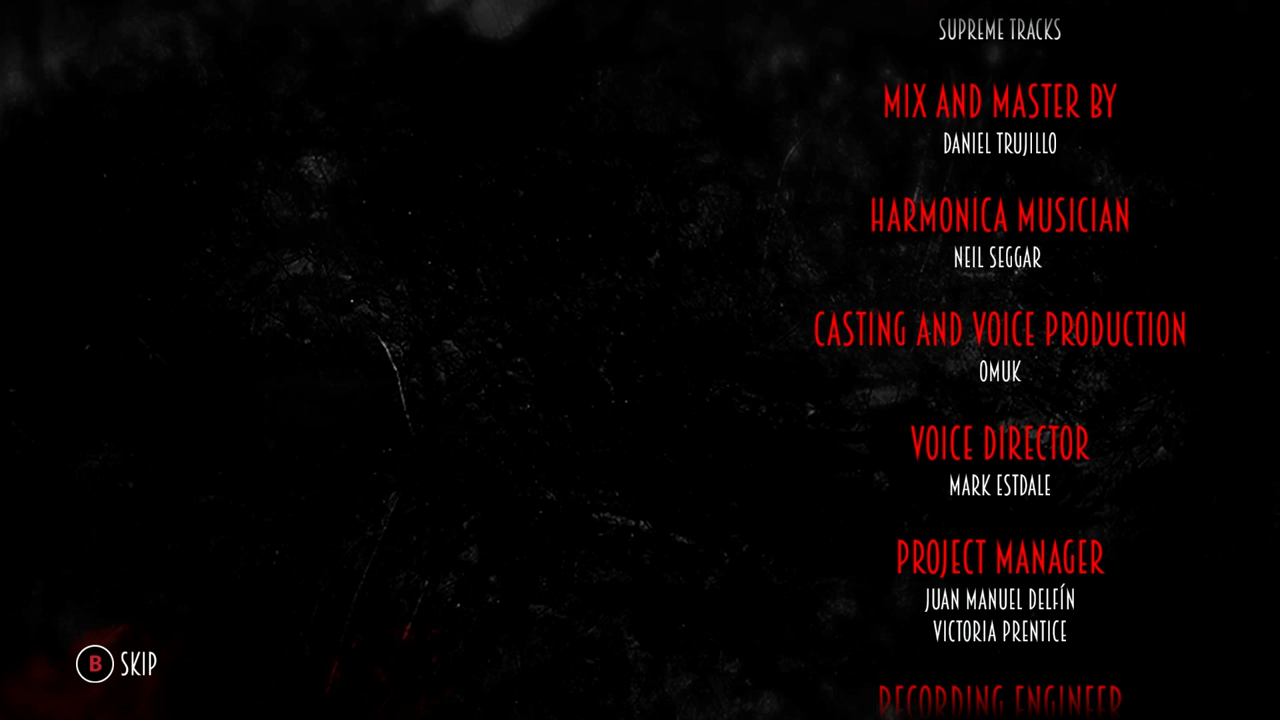 SUPREME TRACKS
MIX AND MASTER BY
DANIEL TRUJILLO
HARMONICA MUSICIAN
NEIL SEGGAR
CASTING AND VOICE PRODUCTION
OMUK
VOICE DIRECTOR
MARK ESTDALE
PROJECT MANAGER
JUAN MANUEL DELFÍN
VICTORIA PRENTICE
B SKIP
RECORDING ENGINEER